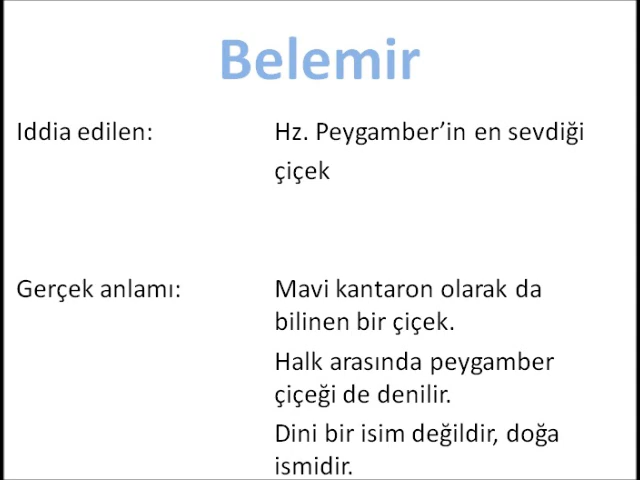 Belemir
Iddia edilen: Hz. Peygamber’in en sevdiği
çiçek
Gerçek anlamı: Mavi kantaron olarak da
bilinen bir çiçek.
Halk arasında peygamber
çiçeği de denilir.
Dini bir isim değildir, doğa
ismidir.